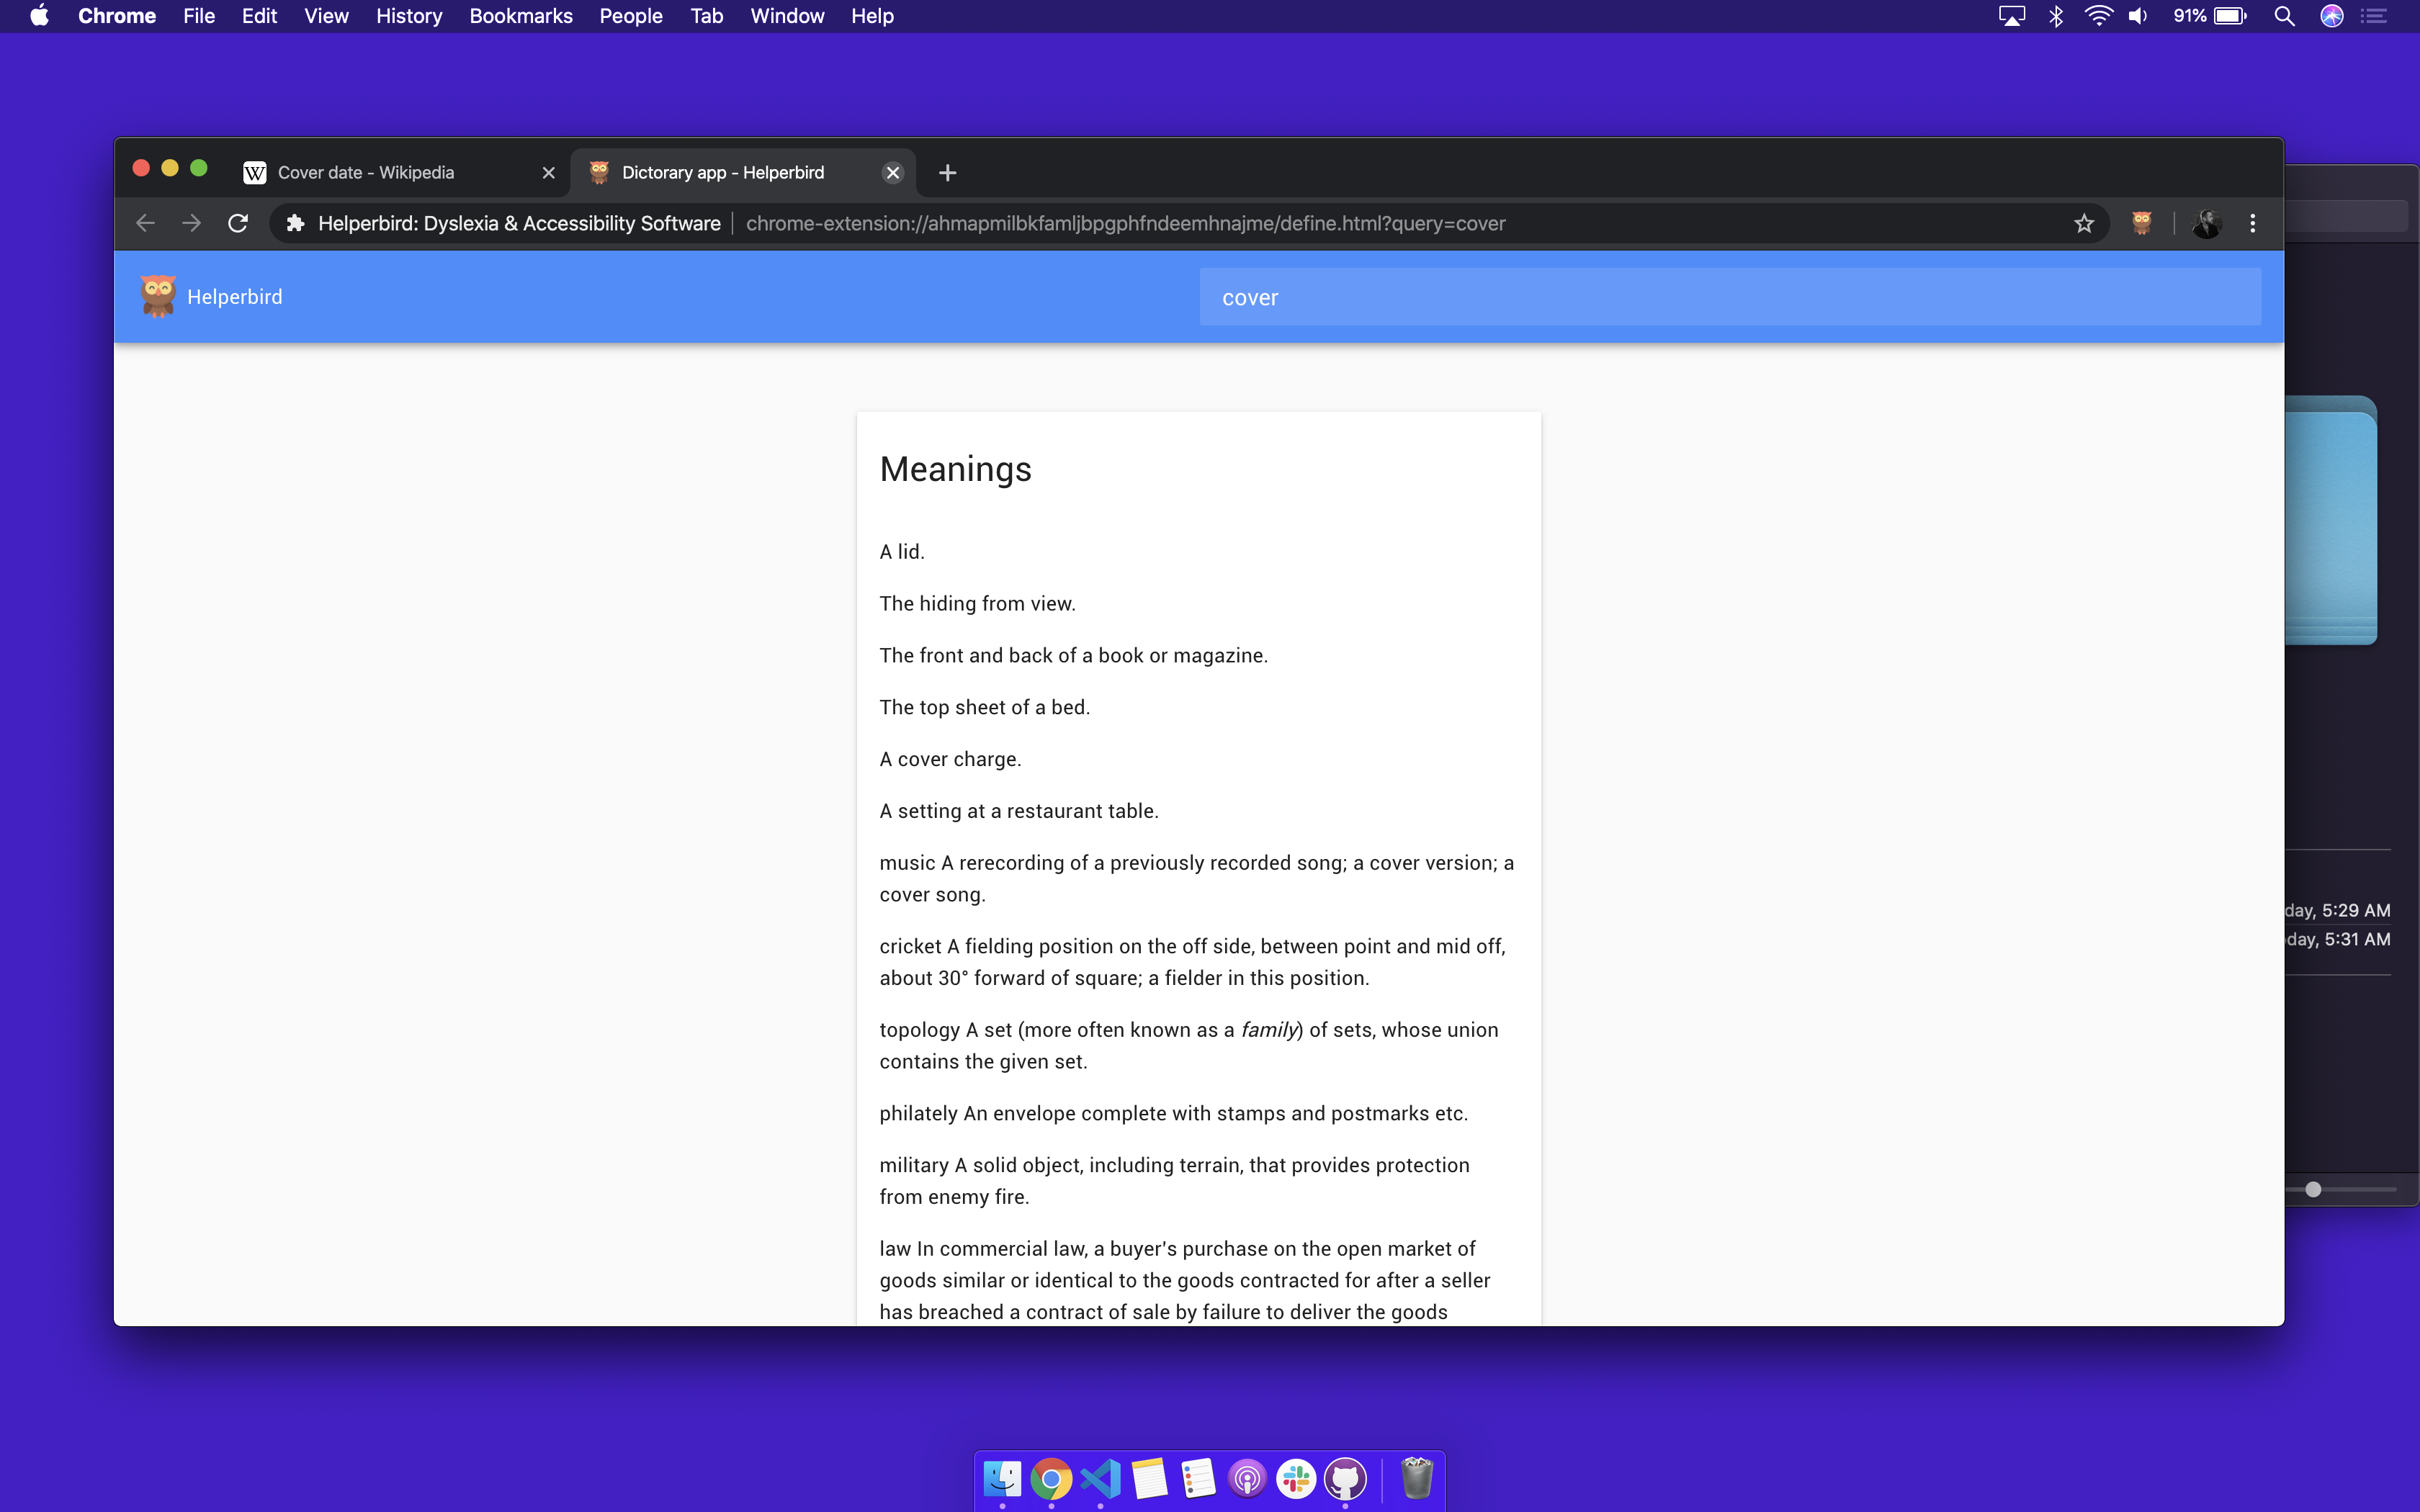 Chrome File Edit View History Bookmarks People Tab Window Help 91%
Cover date - Wikipedia Dictorary app - Helperbird
Helperbird: Dyslexia & Accessibility Software chrome-extension://ahmapmilbkfamljbpgphfndeemhnajme/define.html?query=cover
Helperbird cover
Meanings
A lid.
The hiding from view.
The front and back of a book or magazine.
The top sheet of a bed.
A cover charge.
A setting at a restaurant table.
music A rerecording of a previously recorded song; a cover version; a
cover song.
cricket A fielding position on the off side, between point and mid off,
about 30° forward of square; a fielder in this position.
topology A set (more often known as a family) of sets, whose union
contains the given set.
philately An envelope complete with stamps and postmarks etc.
military A solid object, including terrain, that provides protection
from enemy fire.
law In commercial law, a buyer's purchase on the open market of
goods similar or identical to the goods contracted for after a seller
has breached a contract of sale by failure to deliver the goods
day, 5:29 AM
day, 5:31 AM